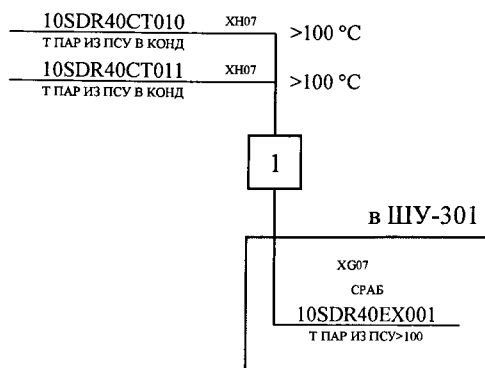 10SDR40CT010 XH07 >100 °C
Т ПАР ИЗ ПСУ В КОНД
10SDR40CT011 XH07 >100 °C
Т ПАР ИЗ ПСУ В КОНД
1
в ШУ-301
XG07
СРАБ
10SDR40EX001
Т ПАР ИЗ ПСУ>100